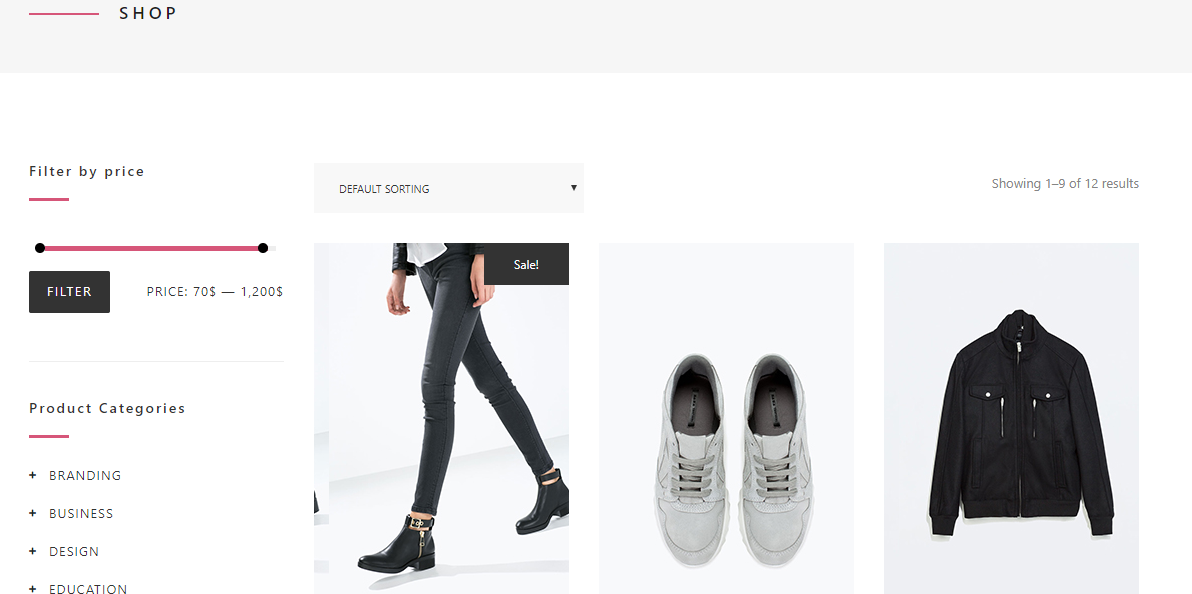 SHOP
Filter by price
FILTER
PRICE: 70$ — 1,200$
Product Categories
+ BRANDING
+ BUSINESS
+ DESIGN
+ EDUCATION
DEFAULT SORTING
Showing 1–9 of 12 results
Sale!